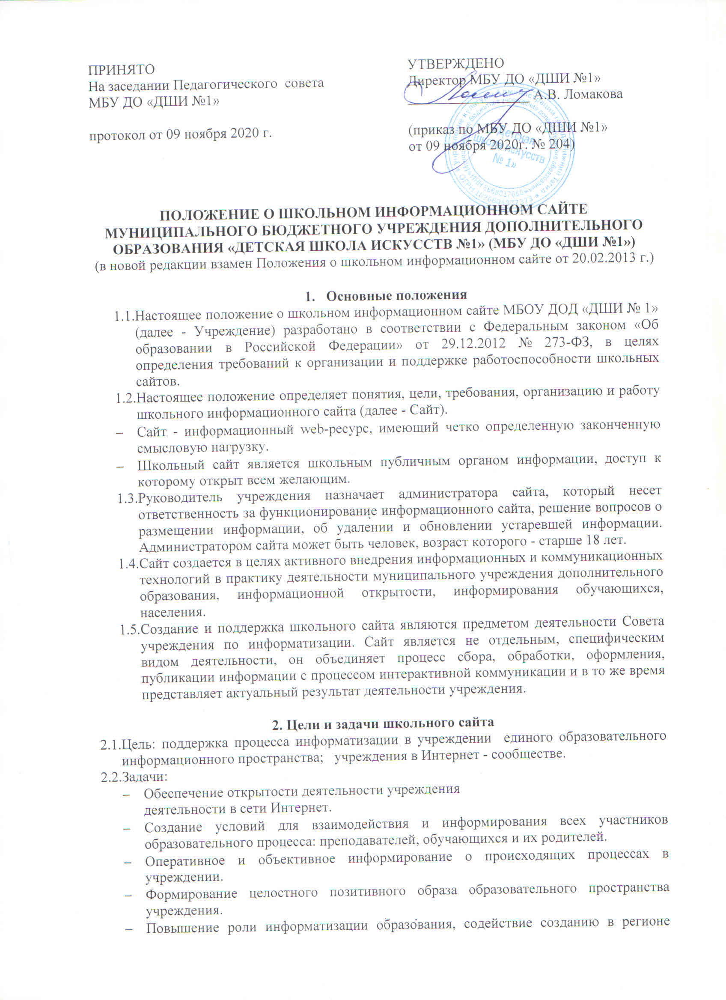 ПРИНЯТО
На заседании Педагогического совета
МБУ ДО «ДШИ №1»
протокол от 09 ноября 2020 г.
УТВЕРЖДЕНО
Директор МБУ ДО «ДШИ №1»
А.В. Ломакова
(приказ по МБУ ДО «ДШИ №1»
от 09 ноября 2020г. № 204)
Детская
школа искусств
№ 1»
ПОЛОЖЕНИЕ О ШКОЛЬНОМ ИНФОРМАЦИОННОМ САЙТЕ
МУНИЦИПАЛЬНОГО БЮДЖЕТНОГО УЧРЕЖДЕНИЯ ДОПОЛНИТЕЛЬНОГО
ОБРАЗОВАНИЯ «ДЕТСКАЯ ШКОЛА ИСКУССТВ №1» (МБУ ДО «ДШИ №1»)
(в новой редакции взамен Положения о школьном информационном сайте от 20.02.2013 г.)
1. Основные положения
1.1.Настоящее положение о школьном информационном сайте МБОУ ДОД «ДШИ № 1»
(далее - Учреждение) разработано в соответствии с Федеральным законом «Об
образовании в Российской Федерации» от 29.12.2012 № 273-ФЗ, в целях
определения требований к организации и поддержке работоспособности школьных
сайтов.
1.2.Настоящее положение определяет понятия, цели, требования, организацию и работу
школьного информационного сайта (далее - Сайт).
– Сайт - информационный web-ресурс, имеющий четко определенную законченную
смысловую нагрузку.
– Школьный сайт является школьным публичным органом информации, доступ к
которому открыт всем желающим.
1.3.Руководитель учреждения назначает администратора сайта, который несет
ответственность за функционирование информационного сайта, решение вопросов о
размещении информации, об удалении и обновлении устаревшей информации.
Администратором сайта может быть человек, возраст которого - старше 18 лет.
1.4.Сайт создается в целях активного внедрения информационных и коммуникационных
технологий в практику деятельности муниципального учреждения дополнительного
образования, информационной открытости, информирования обучающихся,
населения.
1.5.Создание и поддержка школьного сайта являются предметом деятельности Совета
учреждения по информатизации. Сайт является не отдельным, специфическим
видом деятельности, он объединяет процесс сбора, обработки, оформления,
публикации информации с процессом интерактивной коммуникации и в то же время
представляет актуальный результат деятельности учреждения.
2. Цели и задачи школьного сайта
2.1.Цель: поддержка процесса информатизации в учреждении единого образовательного
информационного пространства; учреждения в Интернет - сообществе.
2.2.Задачи:
– Обеспечение открытости деятельности учреждения
деятельности в сети Интернет.
– Создание условий для взаимодействия и информирования всех участников
образовательного процесса: преподавателей, обучающихся и их родителей.
– Оперативное и объективное информирование о происходящих процессах в
учреждении.
– Формирование целостного позитивного образа образовательного пространства
учреждения.
– Повышение роли информатизации образования, содействие созданию в регионе